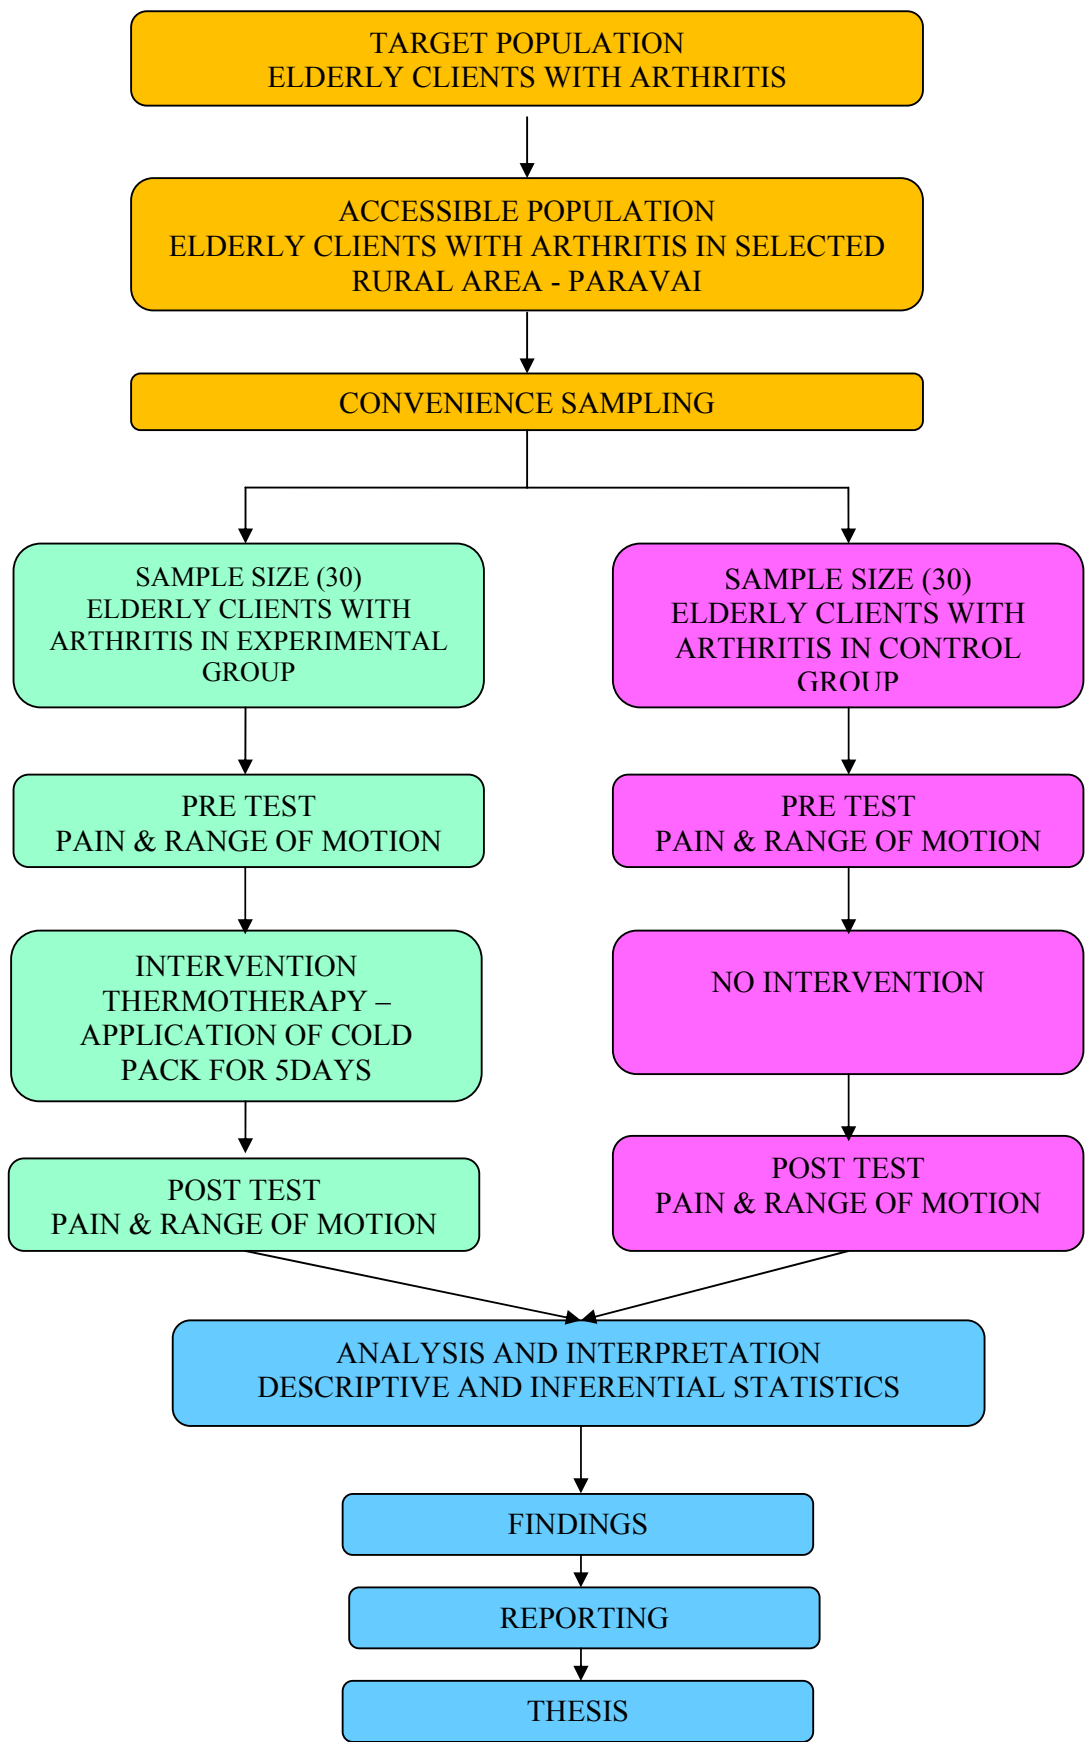 TARGET POPULATION
ELDERLY CLIENTS WITH ARTHRITIS
ACCESSIBLE POPULATION
ELDERLY CLIENTS WITH ARTHRITIS IN SELECTED
RURAL AREA - PARAVAI
CONVENIENCE SAMPLING
SAMPLE SIZE (30)
ELDERLY CLIENTS WITH
ARTHRITIS IN EXPERIMENTAL
GROUP
SAMPLE SIZE (30)
ELDERLY CLIENTS WITH
ARTHRITIS IN CONTROL
GROUP
PRE TEST
PAIN & RANGE OF MOTION
PRE TEST
PAIN & RANGE OF MOTION
INTERVENTION
THERMOTHERAPY –
APPLICATION OF COLD
PACK FOR 5DAYS
NO INTERVENTION
POST TEST
PAIN & RANGE OF MOTION
POST TEST
PAIN & RANGE OF MOTION
ANALYSIS AND INTERPRETATION
DESCRIPTIVE AND INFERENTIAL STATISTICS
FINDINGS
REPORTING
THESIS